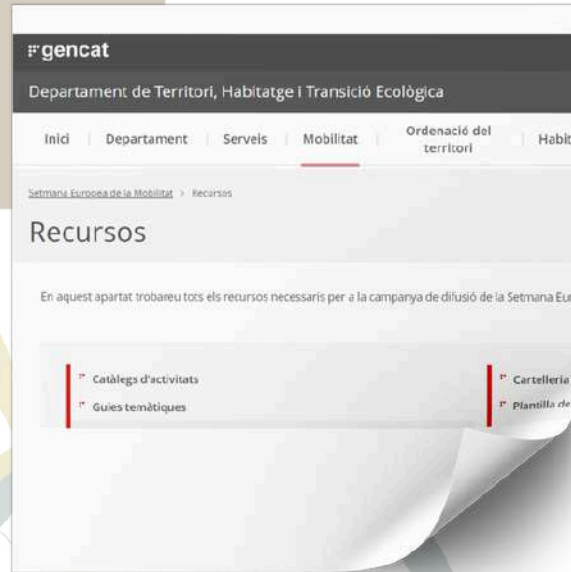 gencat
Departament de Territori, Habitatge i Transició Ecològica
Inici Departament Serveis Mobilitat Ordenació del territori
Setmana Europea de la Mobilitat > Recursos
Recursos
En aquest apartat trobareu tots els recursos necessaris per a la campanya de difusió de la Setmana
Catàlegs d'activitats Cartelleria
Guies temàtiques Plantilla de